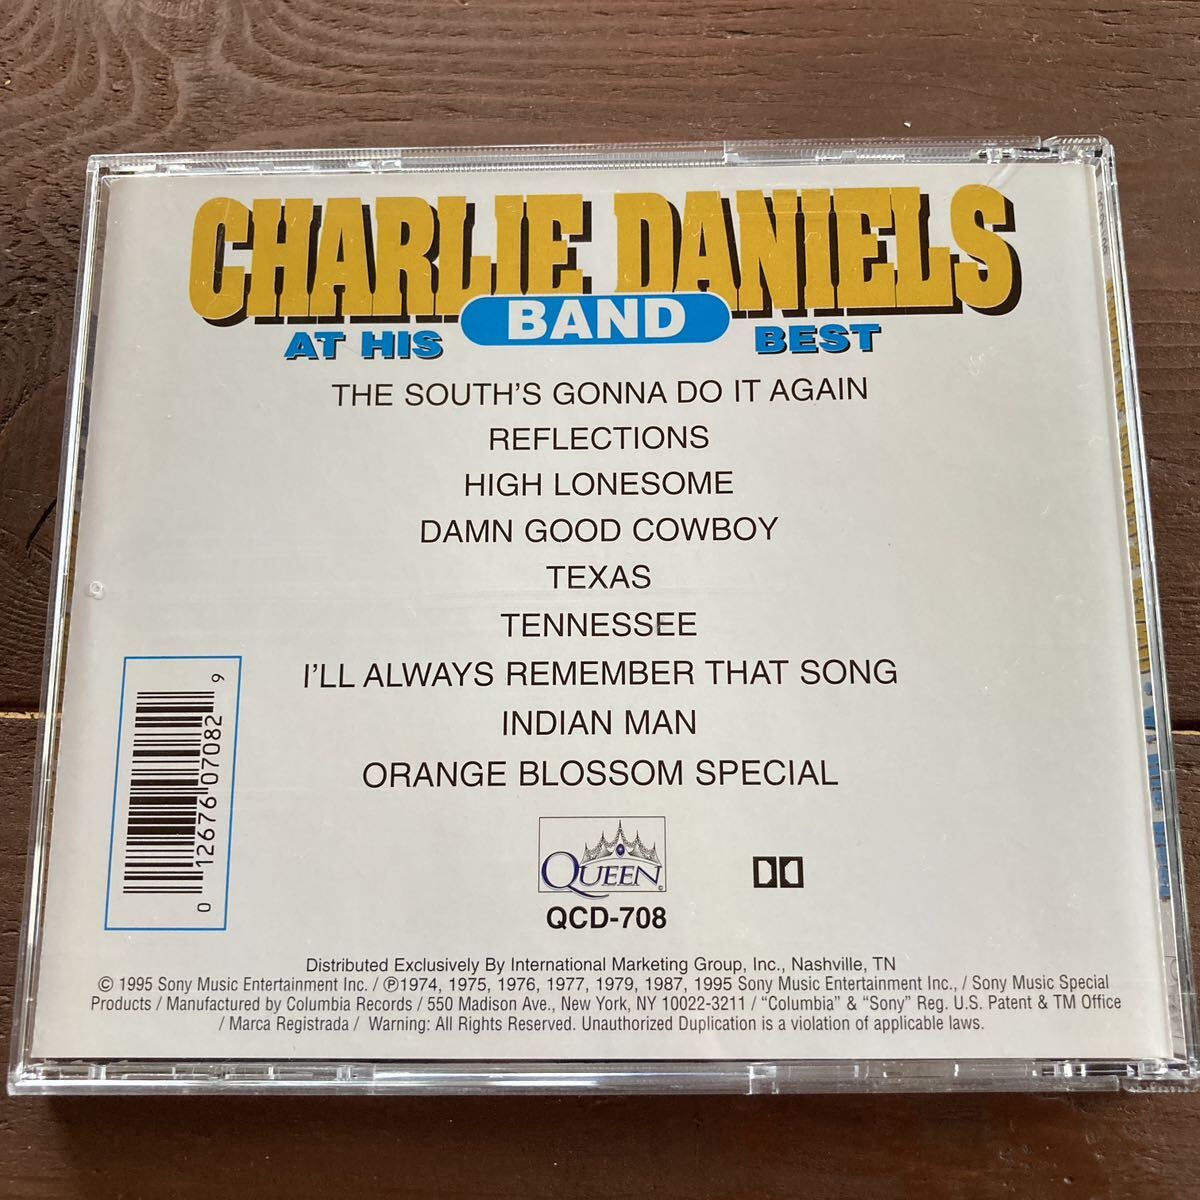 CHARLIE DANIELS
AT HIS BAND BEST
THE SOUTH'S GONNA DO IT AGAIN
REFLECTIONS
HIGH LONESOME
DAMN GOOD COWBOY
TEXAS
TENNESSEE
I'LL ALWAYS REMEMBER THAT SONG
INDIAN MAN
ORANGE BLOSSOM SPECIAL
0 12676 07082 9
QUEEN
©
QCD-708
Distributed Exclusively By International Marketing Group, Inc., Nashville, TN
© 1995 Sony Music Entertainment Inc. / ℗1974, 1975, 1976, 1977, 1979, 1987, 1995 Sony Music Entertainment Inc., / Sony Music Special
Products / Manufactured by Columbia Records / 550 Madison Ave., New York, NY 10022-3211 / "Columbia" & "Sony" Reg. U.S. Patent & TM Office
/ Marca Registrada / Warning: All Rights Reserved. Unauthorized Duplication is a violation of applicable laws.